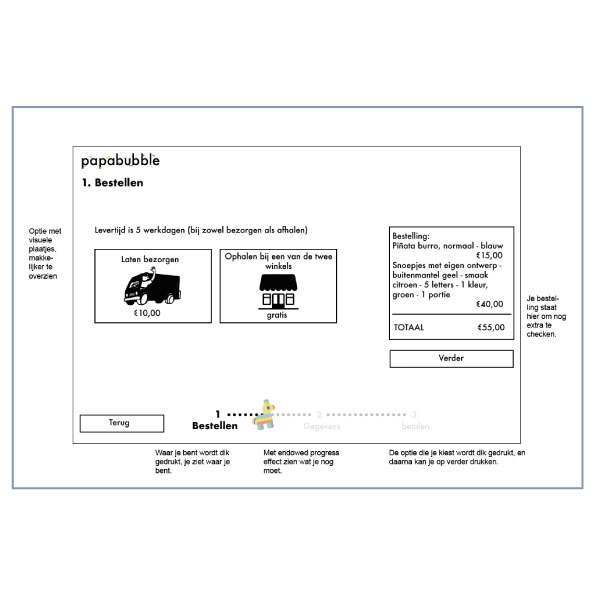 papabubble
1. Bestellen
Optie met
visuele
plaatjes,
makke-
lijker te
overzien
Levertijd is 5 werkdagen (bij zowel bezorgen als afhalen)
Laten bezorgen
€10,00
Ophalen bij een van de twee
winkels
gratis
Bestelling:
Piñata burro, normaal - blauw
€15,00
Snoepjes met eigen ontwerp -
buitenmantel geel - smaak
citroen - 5 letters - 1 kleur,
groen - 1 portie
€40,00
TOTAAL €55,00
Je bestel-
ling staat
hier om nog
extra te
checken.
Verder
Terug
1 2 3
Bestellen Gegevens betalen
Waar je bent wordt dik
gedrukt, je ziet waar je
bent.
Met endowed progress
effect zien wat je nog
moet.
De optie die je kiest wordt dik gedrukt, en
daarna kan je op verder drukken.